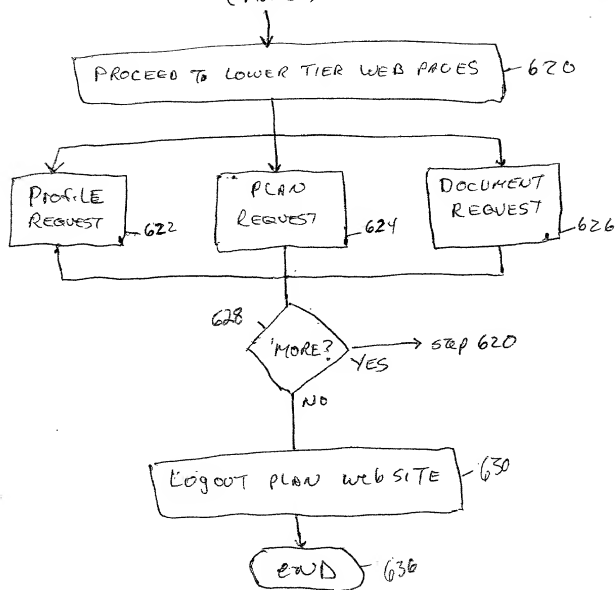 PROCEED TO LOWER TIER WEB PAGES 620
Profile
REQUEST
622
PLAN
REQUEST
624
DOCUMENT
REQUEST
626
628
MORE?
YES
step 620
NO
Logout PLAN Web SITE 630
END 636